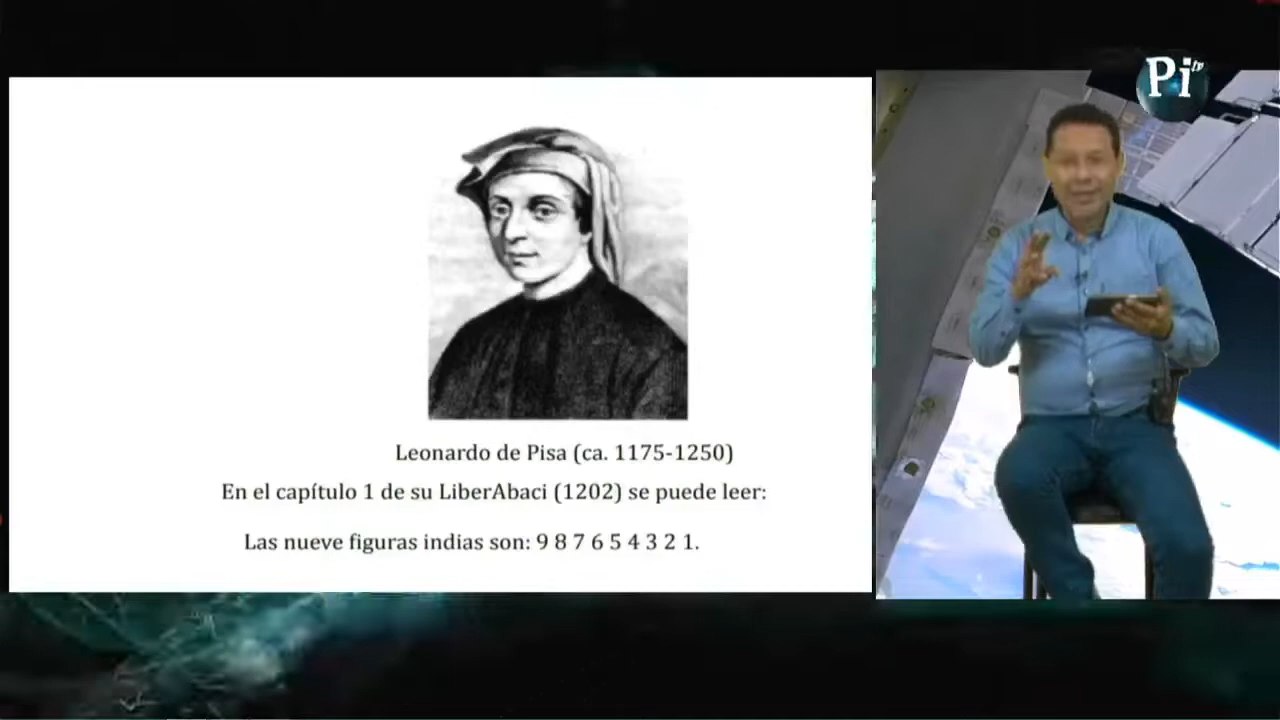 Pi tv
Leonardo de Pisa (ca. 1175-1250)
En el capítulo 1 de su LiberAbaci (1202) se puede leer:
Las nueve figuras indias son: 9 8 7 6 5 4 3 2 1.